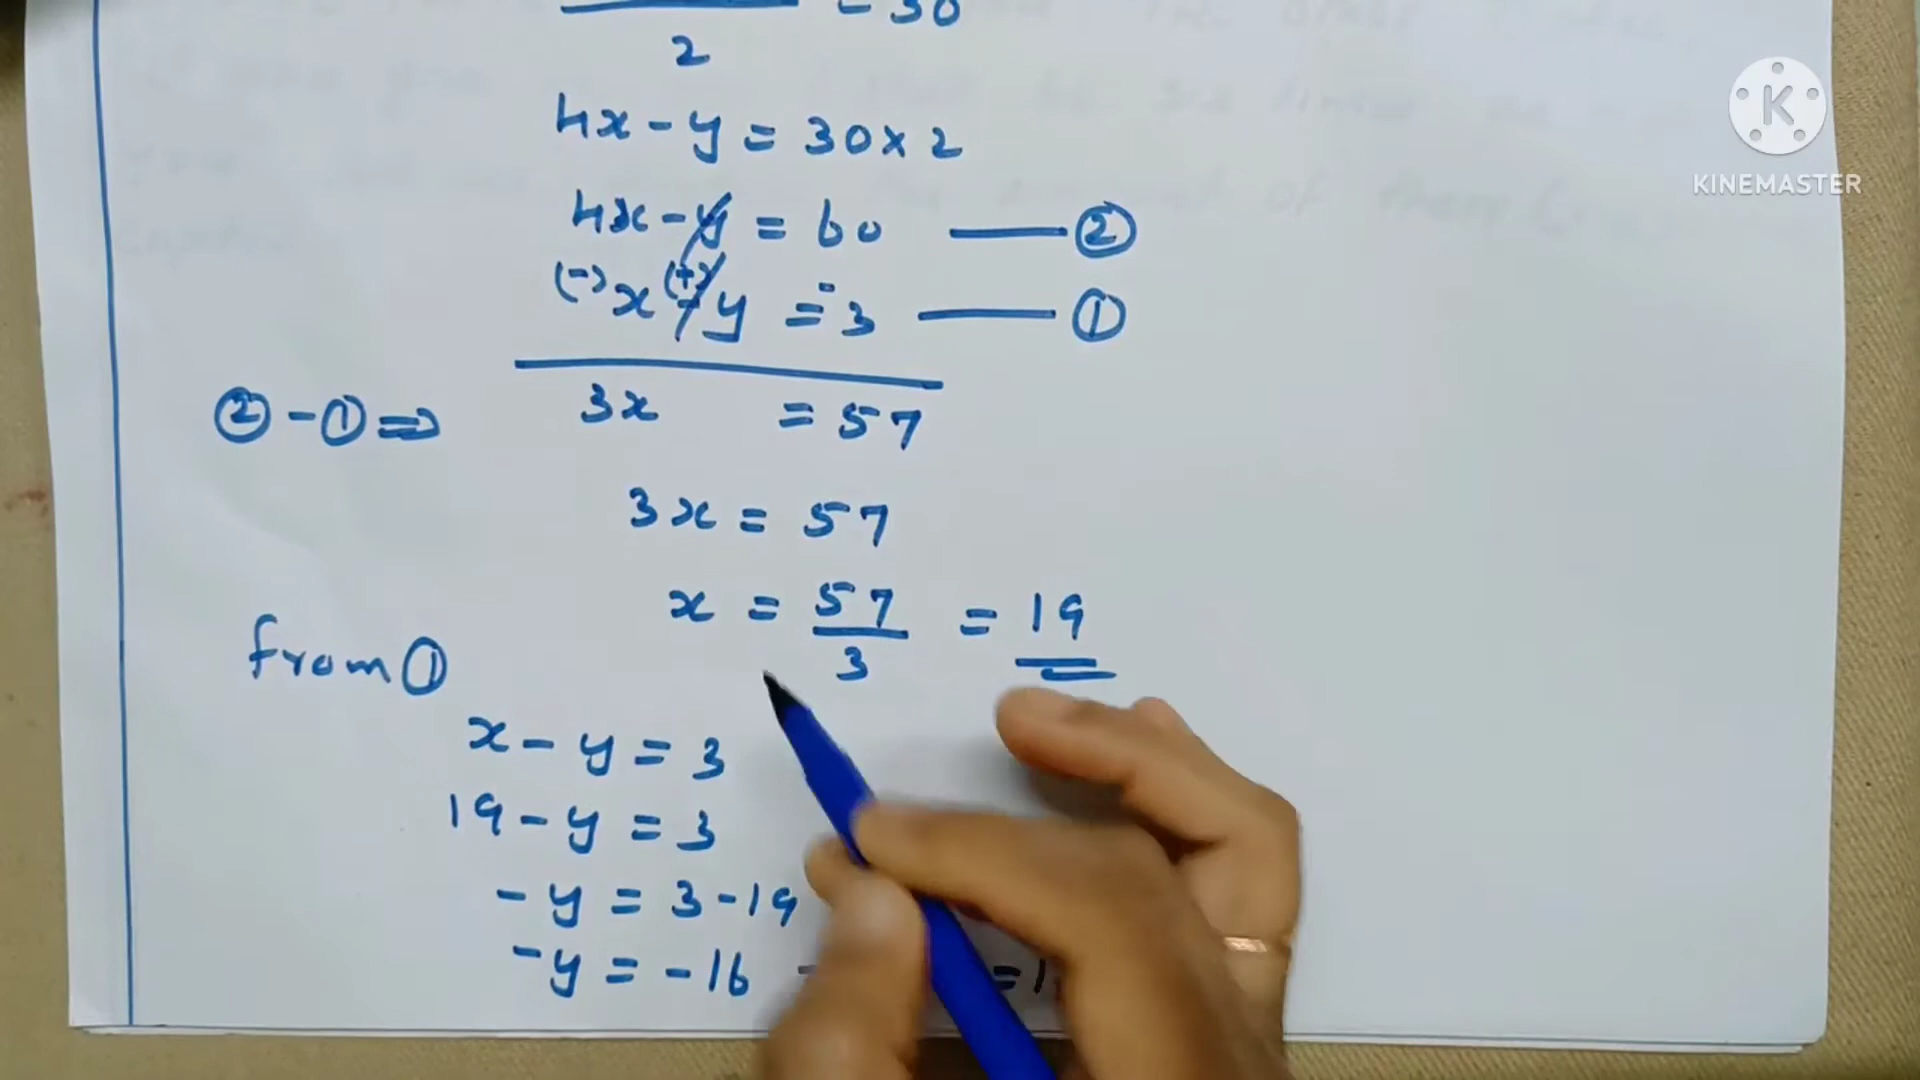 = 30
2
4x - y = 30 × 2
4x - y = 60 —— ②
(-) x (+) - y = - 3 —— ①
② - ① ⇒ 3x = 57
3x = 57
x = 57/3 = 19
from ①
x - y = 3
19 - y = 3
- y = 3 - 19
- y = - 16
K
KINEMASTER